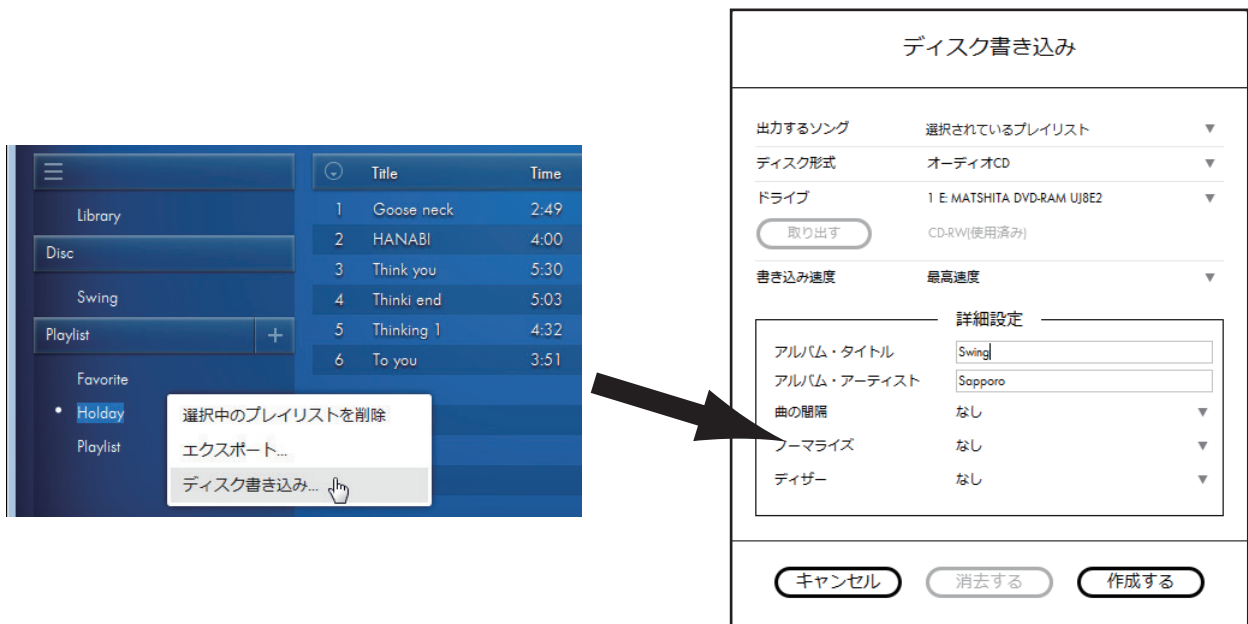 Title Time
Library
1 Goose neck 2:49
Disc
2 HANABI 4:00
3 Think you 5:30
Swing
4 Thinki end 5:03
Playlist +
5 Thinking 1 4:32
6 To you 3:51
Favorite
Holday
Playlist
選択中のプレイリストを削除
エクスポート...
ディスク書き込み...
ディスク書き込み
出力するソング 選択されているプレイリスト
ディスク形式 オーディオCD
ドライブ 1 E: MATSHITA DVD-RAM UJ8E2
取り出す CD-RW(使用済み)
書き込み速度 最高速度
詳細設定
アルバム・タイトル Swing
アルバム・アーティスト Sapporo
曲の間隔 なし
ノーマライズ なし
ディザー なし
キャンセル 消去する 作成する